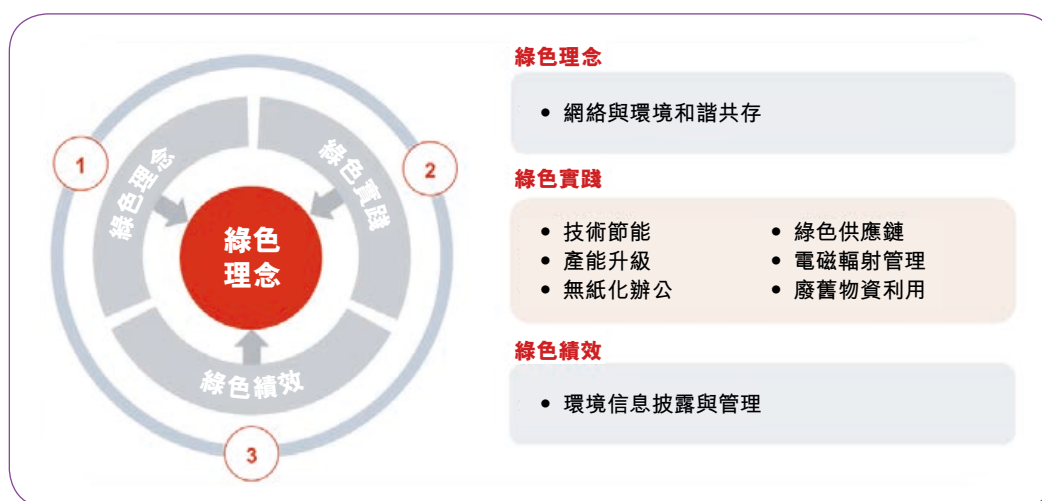 1
綠色理念
2
綠色實踐
綠色
理念
綠色績效
3
綠色理念
• 網絡與環境和諧共存
綠色實踐
• 技術節能
• 產能升級
• 無紙化辦公
• 綠色供應鏈
• 電磁輻射管理
• 廢舊物資利用
綠色績效
• 環境信息披露與管理